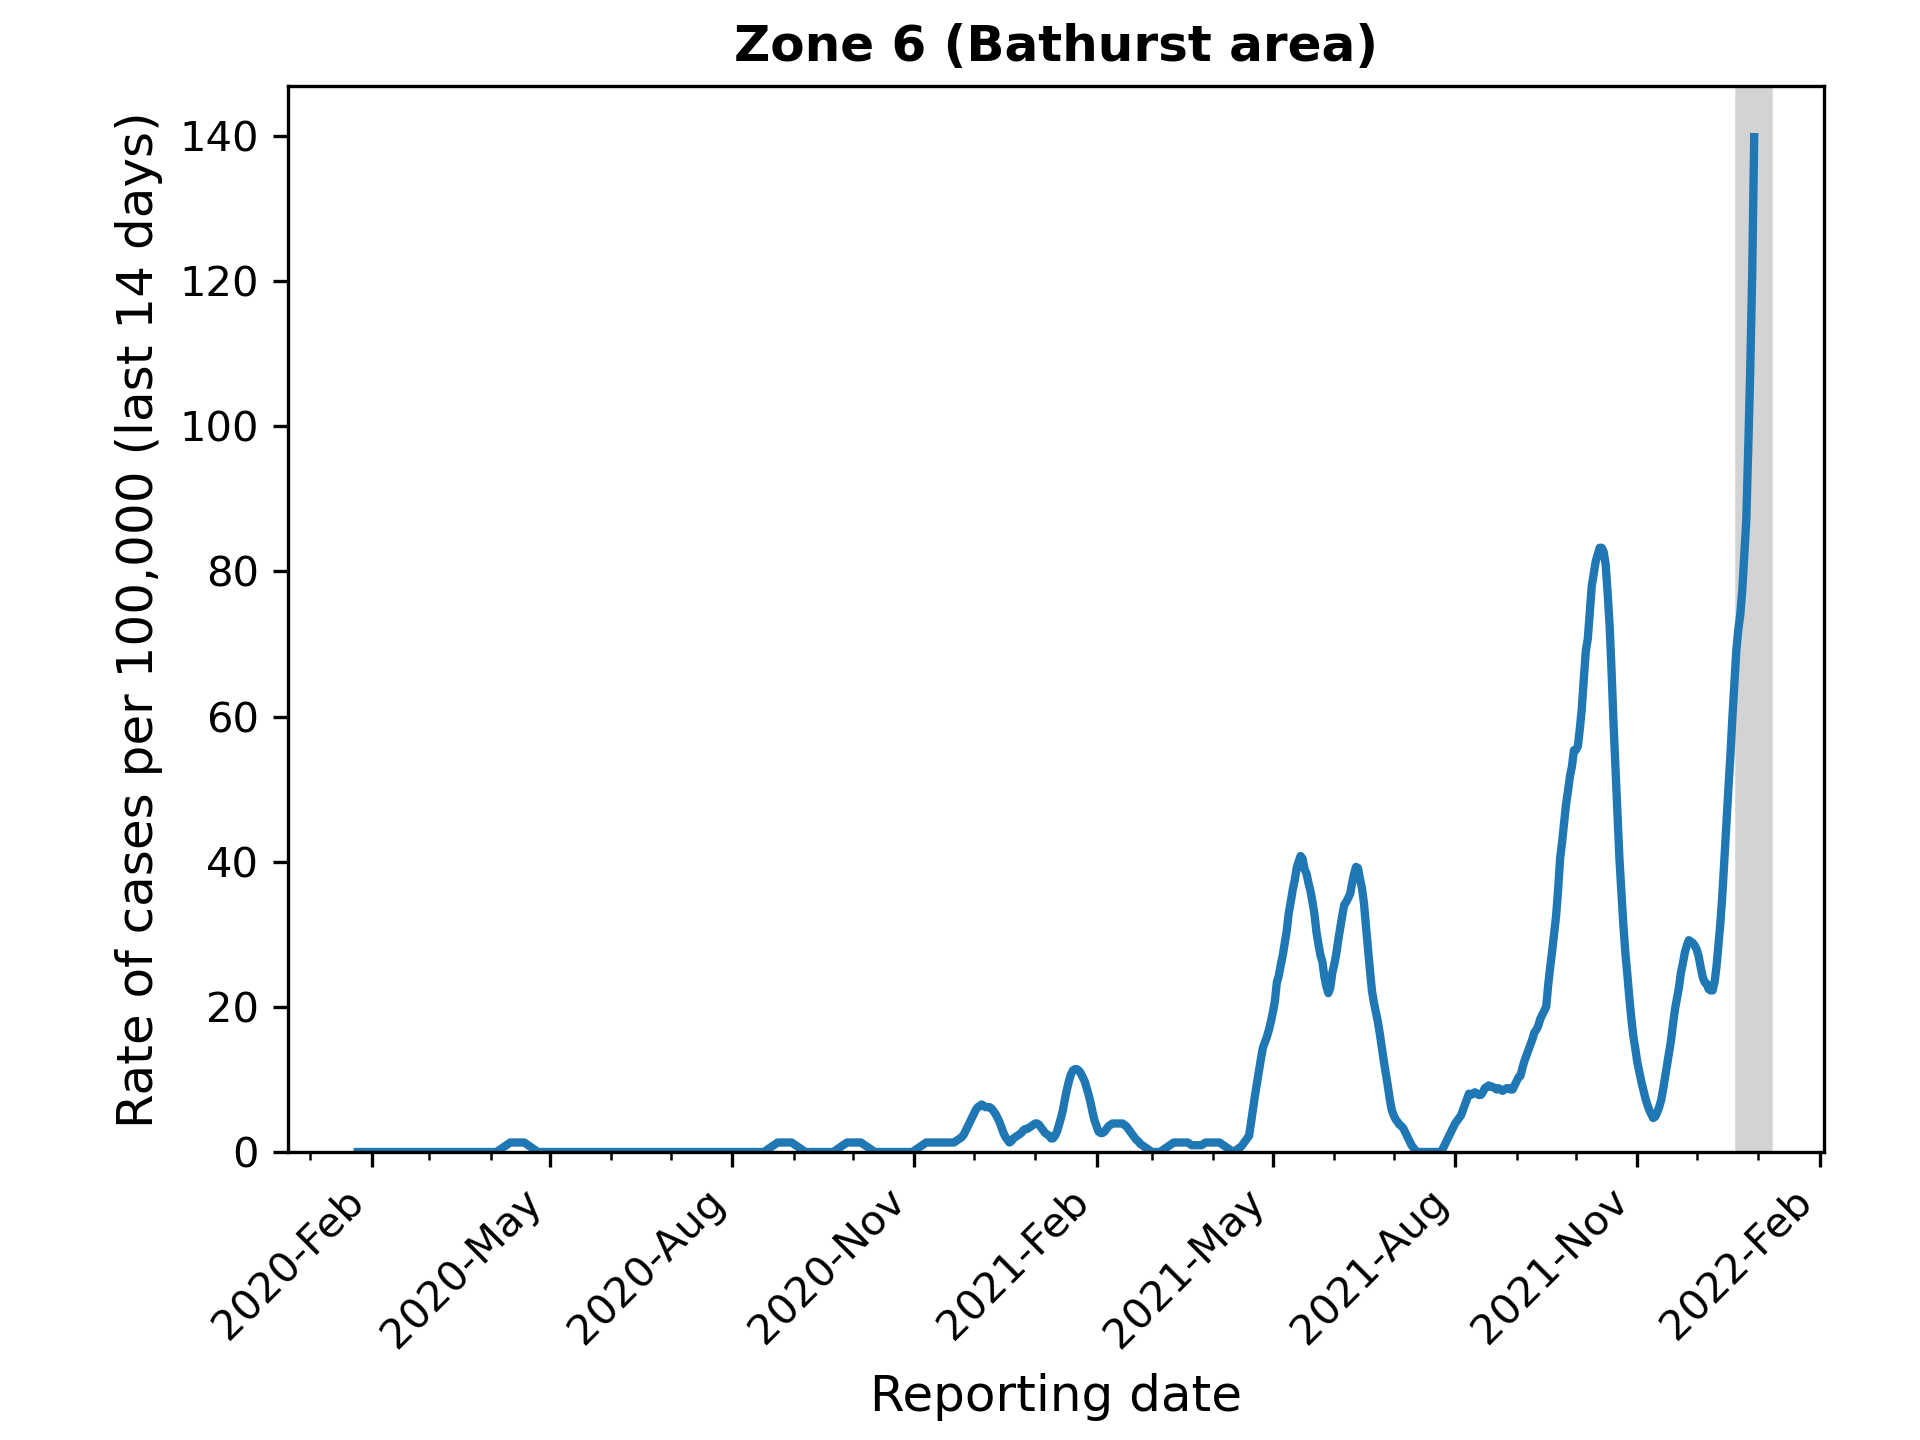 Zone 6 (Bathurst area)
Rate of cases per 100,000 (last 14 days)
140
120
100
80
60
40
20
0
2020-Feb
2020-May
2020-Aug
2020-Nov
2021-Feb
2021-May
2021-Aug
2021-Nov
2022-Feb
Reporting date